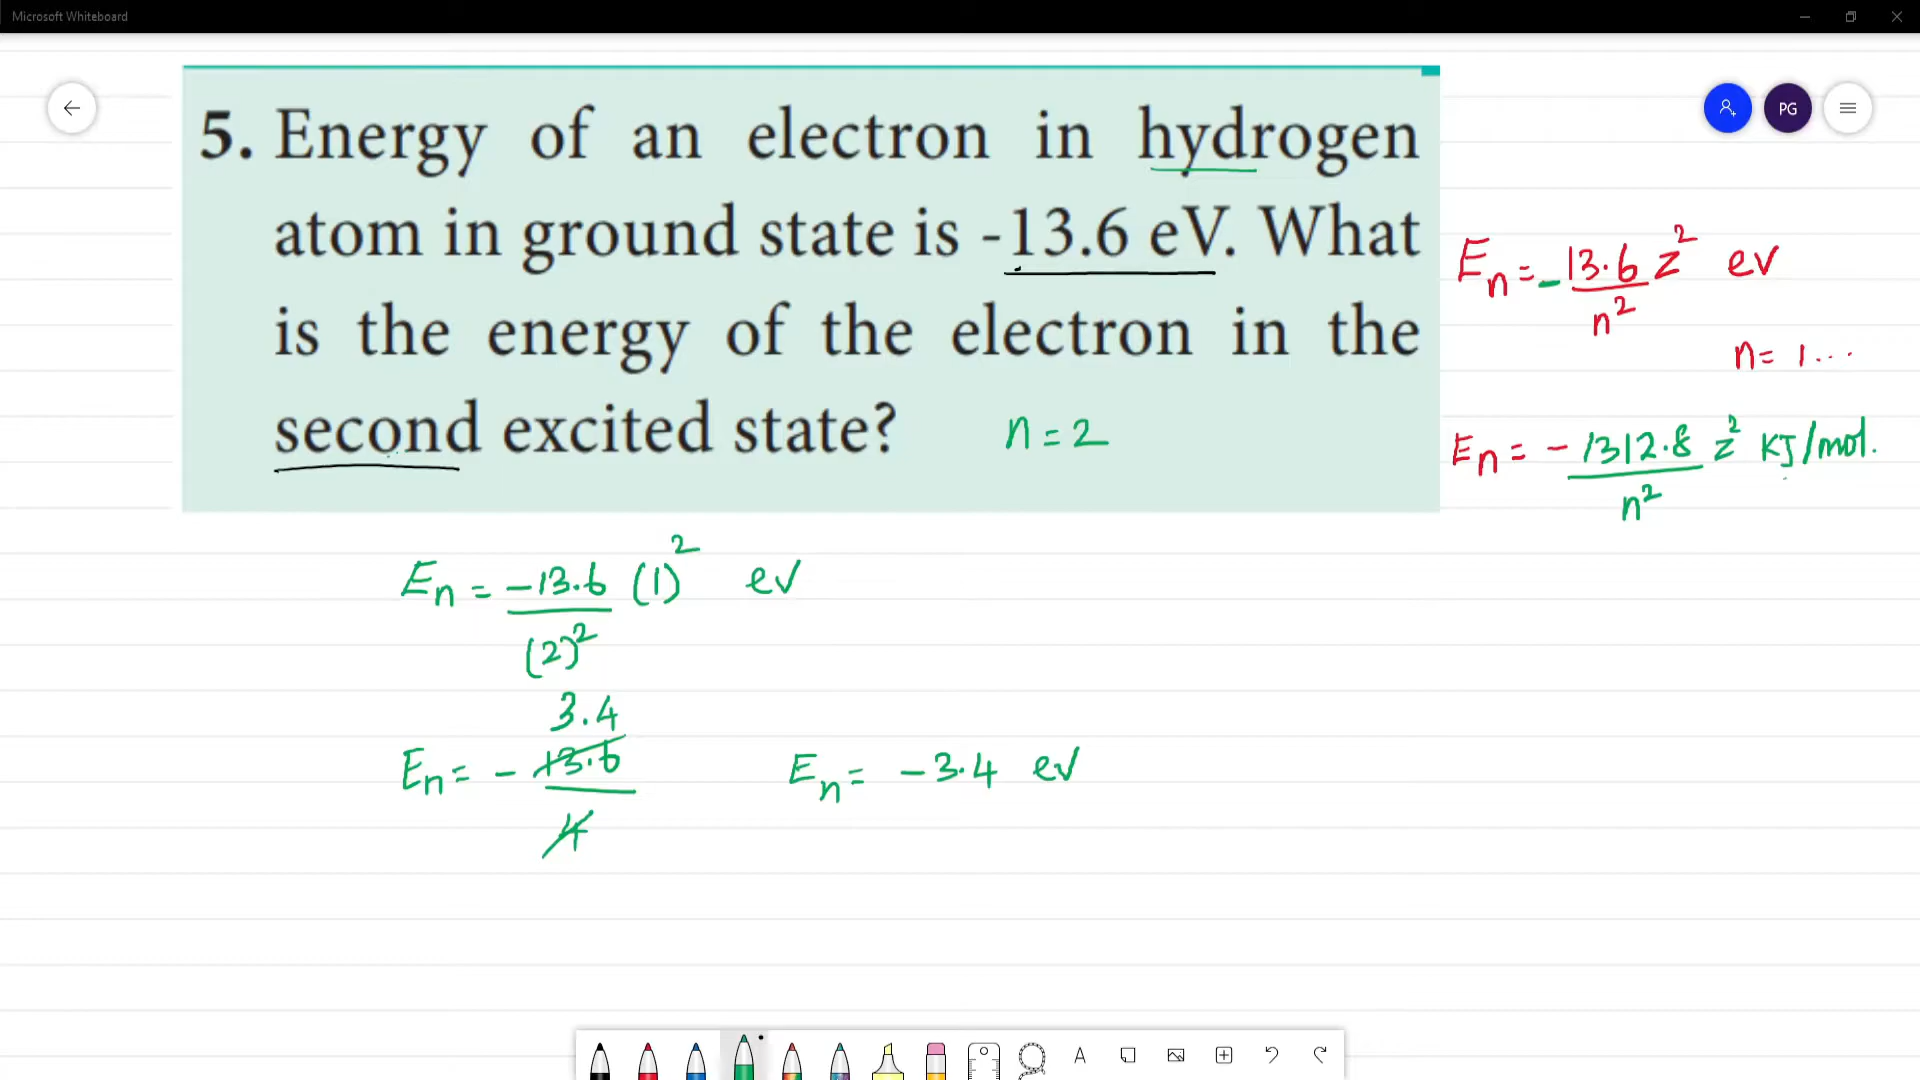 Microsoft Whiteboard
PG
5. Energy of an electron in hydrogen
atom in ground state is -13.6 eV. What
is the energy of the electron in the
second excited state? n = 2
En = -13.6 z² ev
n²
n = 1 ...
En = - 1312.8 z² KJ/mol.
n²
En = -13.6 (1)² ev
(2)²
3.4
En = - 13.6
4
En = -3.4 ev
A